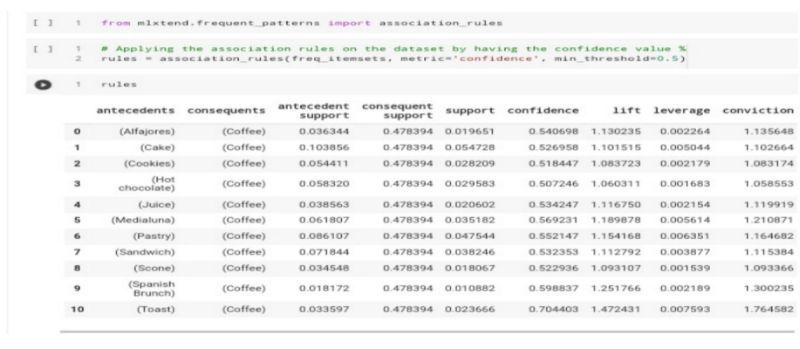 [ ] 1 from mlxtend.frequent_patterns import association_rules
[ ] 1 # Applying the association rules on the dataset by having the confidence value %
2 rules = association_rules(freq_itemsets, metric='confidence', min_threshold=0.5)
1 rules
antecedents consequents antecedent support consequent support support confidence lift leverage conviction
0 (Alfajores) (Coffee) 0.036344 0.478394 0.019651 0.540698 1.130235 0.002264 1.135648
1 (Cake) (Coffee) 0.103856 0.478394 0.054728 0.526958 1.101515 0.005044 1.102664
2 (Cookies) (Coffee) 0.054411 0.478394 0.028209 0.518447 1.083723 0.002179 1.083174
3 (Hot chocolate) (Coffee) 0.058320 0.478394 0.029583 0.507246 1.060311 0.001683 1.058553
4 (Juice) (Coffee) 0.038563 0.478394 0.020602 0.534247 1.116750 0.002154 1.119919
5 (Medialuna) (Coffee) 0.061807 0.478394 0.035182 0.569231 1.189878 0.005614 1.210871
6 (Pastry) (Coffee) 0.086107 0.478394 0.047544 0.552147 1.154168 0.006351 1.164682
7 (Sandwich) (Coffee) 0.071844 0.478394 0.038246 0.532353 1.112792 0.003877 1.115384
8 (Scone) (Coffee) 0.034548 0.478394 0.018067 0.522936 1.093107 0.001539 1.093366
9 (Spanish Brunch) (Coffee) 0.018172 0.478394 0.010882 0.598837 1.251766 0.002189 1.300235
10 (Toast) (Coffee) 0.033597 0.478394 0.023666 0.704403 1.472431 0.007593 1.764582